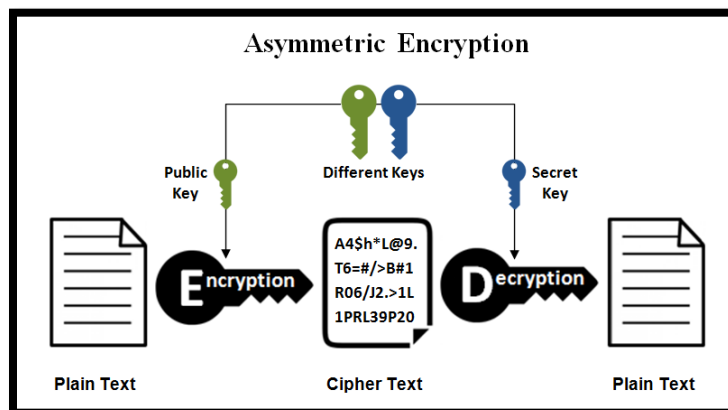 Asymmetric Encryption
Public
Key
Different Keys
Secret
Key
Encryption
A4$h*L@9.
T6=#/>B#1
R06/J2.>1L
1PRL39P20
Decryption
Plain Text
Cipher Text
Plain Text